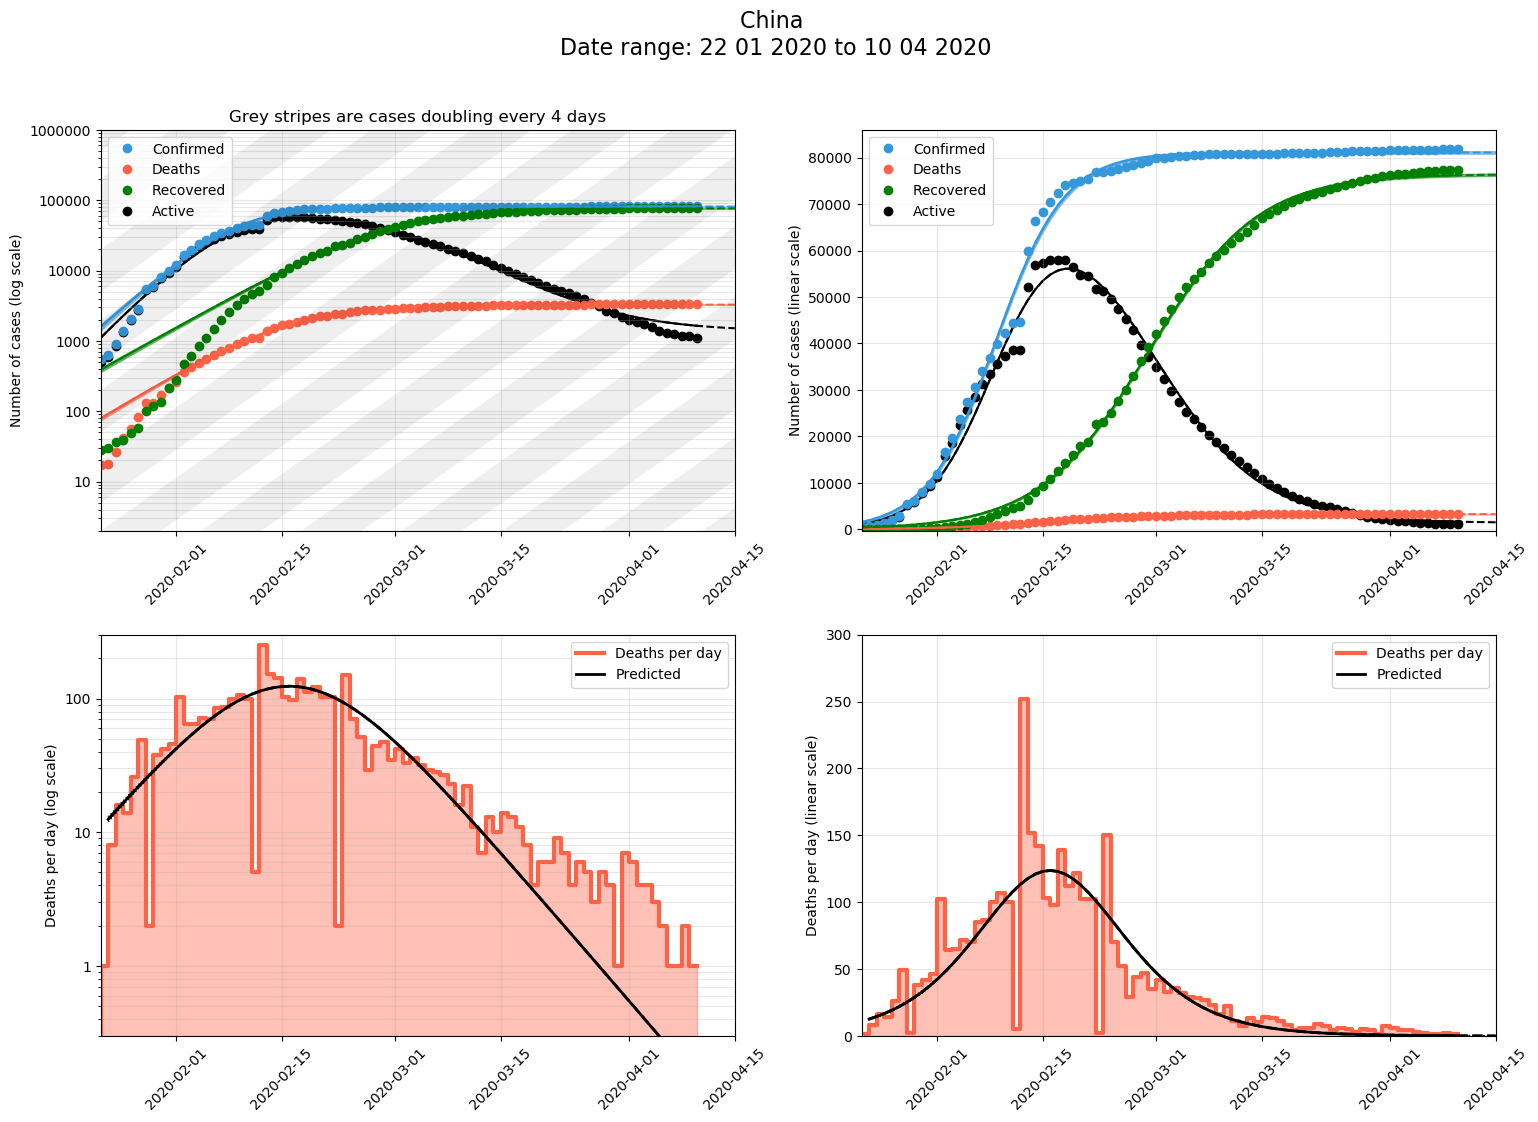 China
Date range: 22 01 2020 to 10 04 2020
Grey stripes are cases doubling every 4 days
Number of cases (log scale)
1000000
100000
10000
1000
100
10
Confirmed
Deaths
Recovered
Active
2020-02-01
2020-02-15
2020-03-01
2020-03-15
2020-04-01
2020-04-15
Number of cases (linear scale)
80000
70000
60000
50000
40000
30000
20000
10000
0
Confirmed
Deaths
Recovered
Active
2020-02-01
2020-02-15
2020-03-01
2020-03-15
2020-04-01
2020-04-15
Deaths per day (log scale)
100
10
1
Deaths per day
Predicted
2020-02-01
2020-02-15
2020-03-01
2020-03-15
2020-04-01
2020-04-15
Deaths per day (linear scale)
300
250
200
150
100
50
0
Deaths per day
Predicted
2020-02-01
2020-02-15
2020-03-01
2020-03-15
2020-04-01
2020-04-15